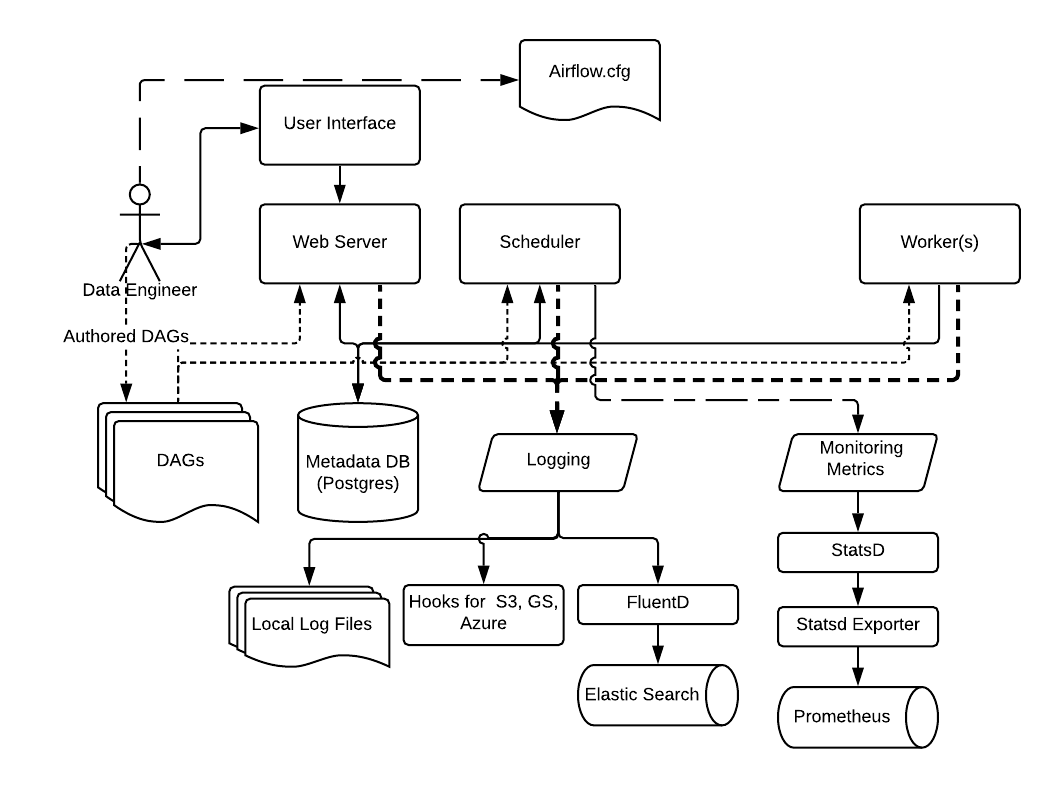 Airflow.cfg
User Interface
Web Server
Scheduler
Worker(s)
Data Engineer
Authored DAGs
DAGs
Metadata DB
(Postgres)
Logging
Monitoring
Metrics
StatsD
Local Log Files
Hooks for  S3, GS,
Azure
FluentD
Statsd Exporter
Elastic Search
Prometheus